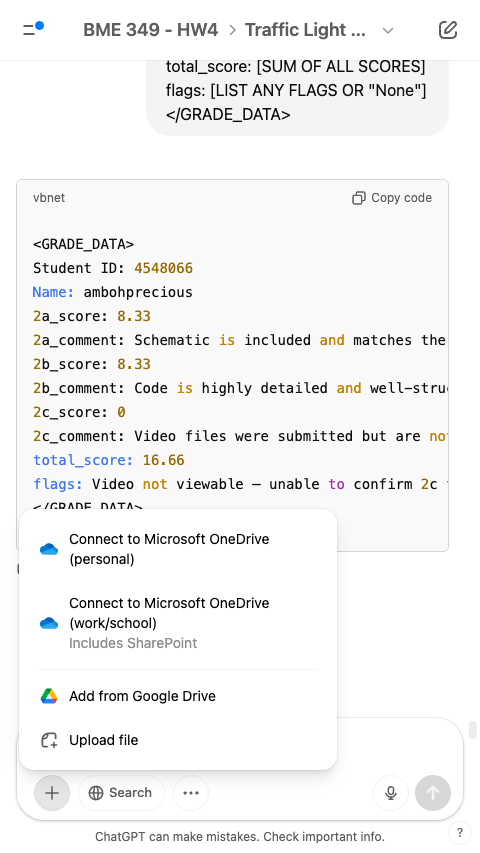 BME 349 - HW4 > Traffic Light ...
total_score: [SUM OF ALL SCORES]
flags: [LIST ANY FLAGS OR "None"]
</GRADE_DATA>
vbnet
Copy code
<GRADE_DATA>
Student ID: 4548066
Name: ambohprecious
2a_score: 8.33
2a_comment: Schematic is included and matches the
2b_score: 8.33
2b_comment: Code is highly detailed and well-stru
2c_score: 0
2c_comment: Video files were submitted but are no
total_score: 16.66
flags: Video not viewable — unable to confirm 2c
</GRADE_DATA>
Connect to Microsoft OneDrive
(personal)
Connect to Microsoft OneDrive
(work/school)
Includes SharePoint
Add from Google Drive
Upload file
Search
ChatGPT can make mistakes. Check important info.
?